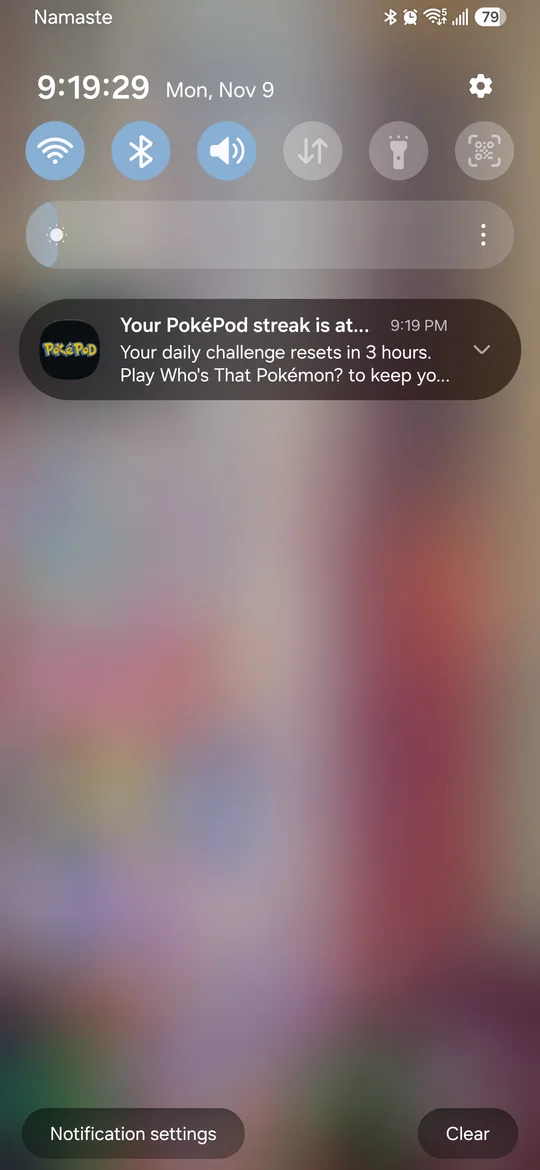 Namaste
79
9:19:29 Mon, Nov 9
PokéPod
Your PokéPod streak is at... 9:19 PM
Your daily challenge resets in 3 hours.
Play Who's That Pokémon? to keep yo...
Notification settings
Clear